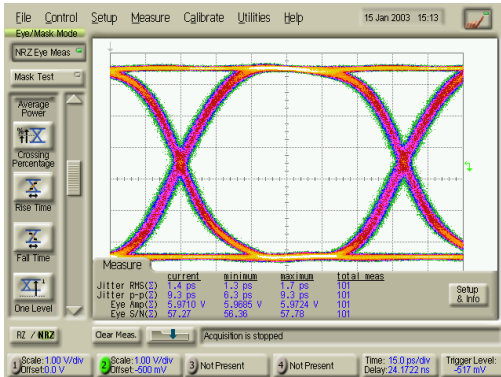 File Control Setup Measure Calibrate Utilities Help 15 Jan 2003 15:13
Eye/Mask Mode
NRZ Eye Meas
Mask Test
Average
Power
Crossing
Percentage
Rise Time
Fall Time
One Level
Measure
current minimum maximum total meas
Jitter RMS(Σ) 1.4 ps 1.3 ps 1.7 ps 101
Jitter p-p(Σ) 9.3 ps 6.3 ps 9.3 ps 101
Eye Amp(Σ) 5.9710 V 5.9685 V 5.9724 V 101
Eye S/N(Σ) 57.27 56.36 57.78 101
Setup
& Info
RZ / NRZ
Clear Meas.
Acquisition is stopped
1 Scale:1.00 V/div
Offset:0.0 V
2 Scale:1.00 V/div
Offset:-500 mV
3 Not Present
4 Not Present
Time: 15.0 ps/div
Delay:24.1722 ns
Trigger Level:
-517 mV